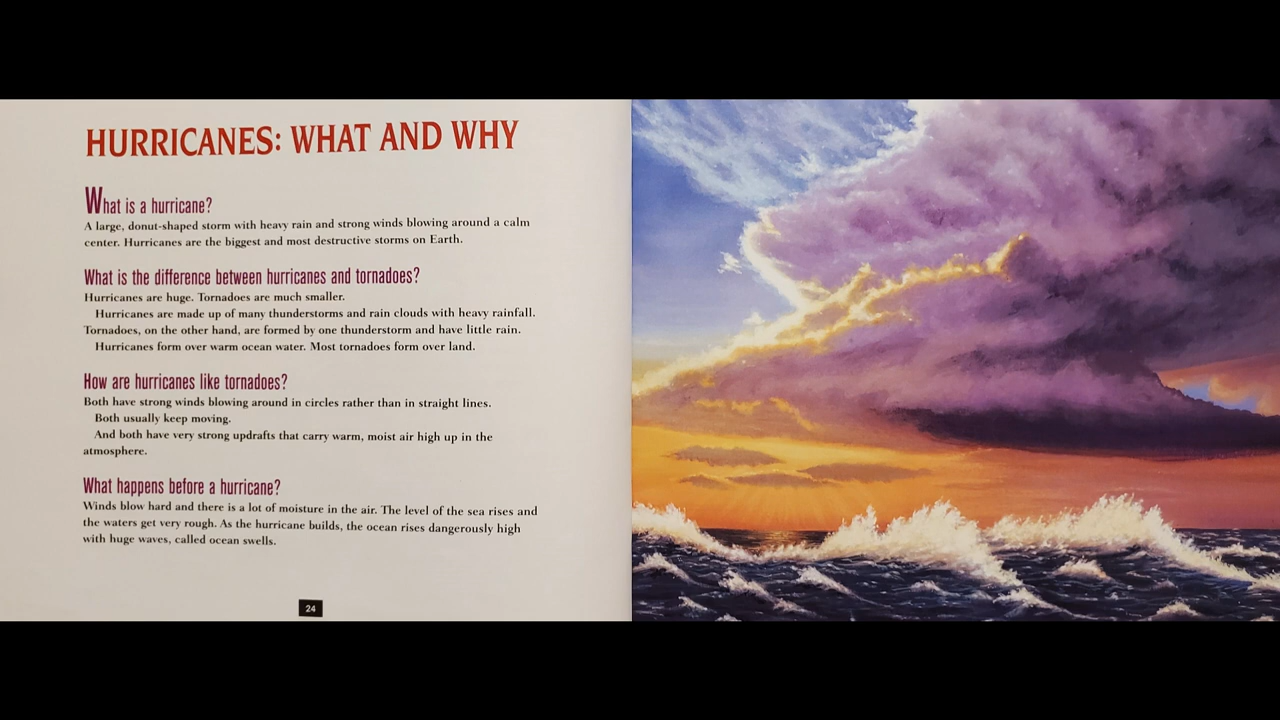 HURRICANES: WHAT AND WHY
What is a hurricane?
A large, donut-shaped storm with heavy rain and strong winds blowing around a calm
center. Hurricanes are the biggest and most destructive storms on Earth.
What is the difference between hurricanes and tornadoes?
Hurricanes are huge. Tornadoes are much smaller.
Hurricanes are made up of many thunderstorms and rain clouds with heavy rainfall.
Tornadoes, on the other hand, are formed by one thunderstorm and have little rain.
Hurricanes form over warm ocean water. Most tornadoes form over land.
How are hurricanes like tornadoes?
Both have strong winds blowing around in circles rather than in straight lines.
Both usually keep moving.
And both have very strong updrafts that carry warm, moist air high up in the
atmosphere.
What happens before a hurricane?
Winds blow hard and there is a lot of moisture in the air. The level of the sea rises and
the waters get very rough. As the hurricane builds, the ocean rises dangerously high
with huge waves, called ocean swells.
24